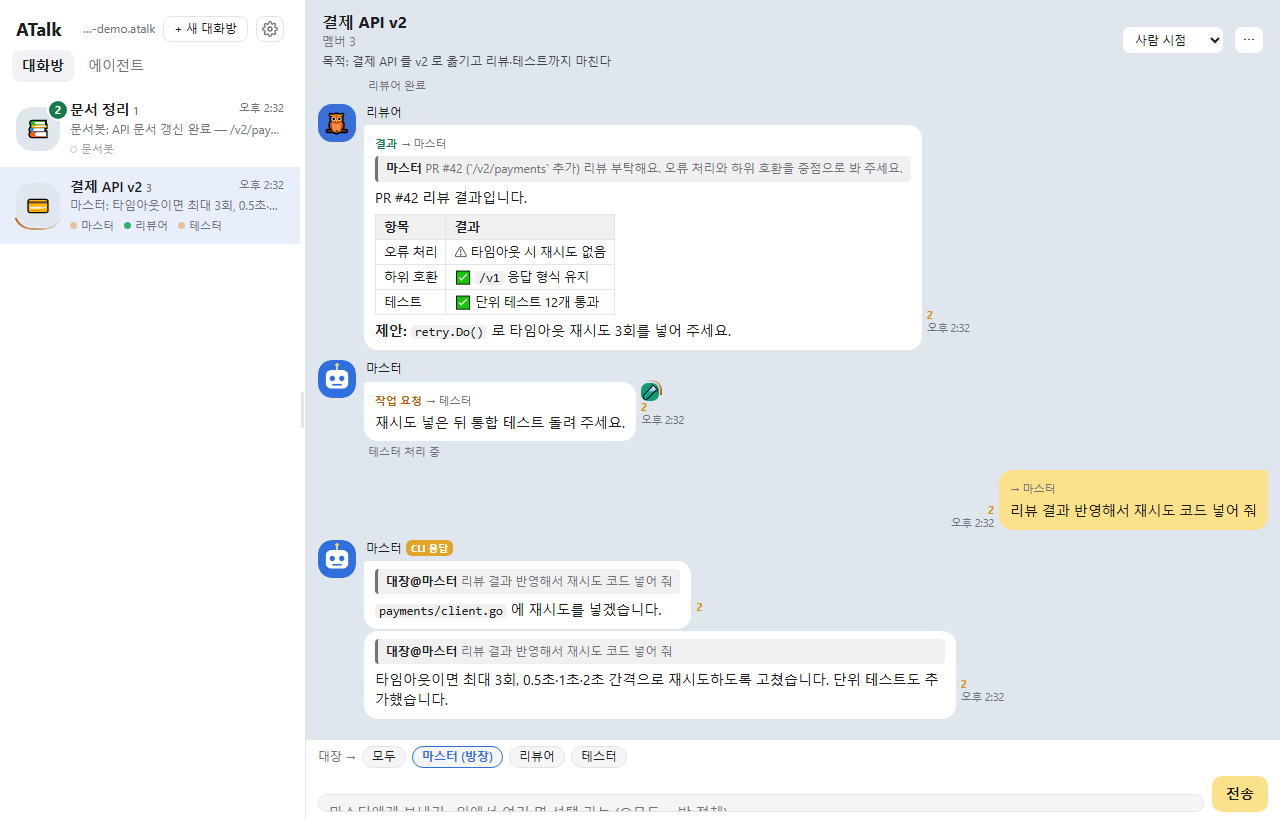 ATalk
...-demo.atalk
+ 새 대화방
대화방
에이전트
2
문서 정리 1
오후 2:32
문서봇: API 문서 갱신 완료 — /v2/pay...
문서봇
결제 API v2 3
오후 2:32
마스터: 타임아웃이면 최대 3회, 0.5초·...
마스터 리뷰어 테스터
결제 API v2
멤버 3
목적: 결제 API 를 v2 로 옮기고 리뷰·테스트까지 마친다
사람 시점
...
리뷰어 완료
리뷰어
결과 → 마스터
마스터 PR #42 (`/v2/payments` 추가) 리뷰 부탁해요. 오류 처리와 하위 호환을 중점으로 봐 주세요.
PR #42 리뷰 결과입니다.
항목 결과
오류 처리 ⚠ 타임아웃 시 재시도 없음
하위 호환 ✅ /v1 응답 형식 유지
테스트 ✅ 단위 테스트 12개 통과
제안: retry.Do() 로 타임아웃 재시도 3회를 넣어 주세요.
2
오후 2:32
마스터
작업 요청 → 테스터
재시도 넣은 뒤 통합 테스트 돌려 주세요.
2
오후 2:32
테스터 처리 중
→ 마스터
리뷰 결과 반영해서 재시도 코드 넣어 줘
2
오후 2:32
마스터 CLI 응답
대장@마스터 리뷰 결과 반영해서 재시도 코드 넣어 줘
payments/client.go 에 재시도를 넣겠습니다.
2
대장@마스터 리뷰 결과 반영해서 재시도 코드 넣어 줘
타임아웃이면 최대 3회, 0.5초·1초·2초 간격으로 재시도하도록 고쳤습니다. 단위 테스트도 추
가했습니다.
2
오후 2:32
대장 → 모두 마스터 (방장) 리뷰어 테스터
전송